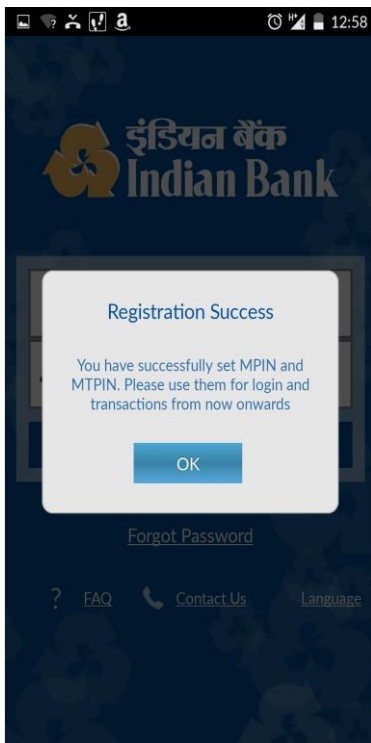 12:58
इंडियन बैंक
Indian Bank
Registration Success
You have successfully set MPIN and
MTPIN. Please use them for login and
transactions from now onwards
OK
Forgot Password
? FAQ Contact Us Language